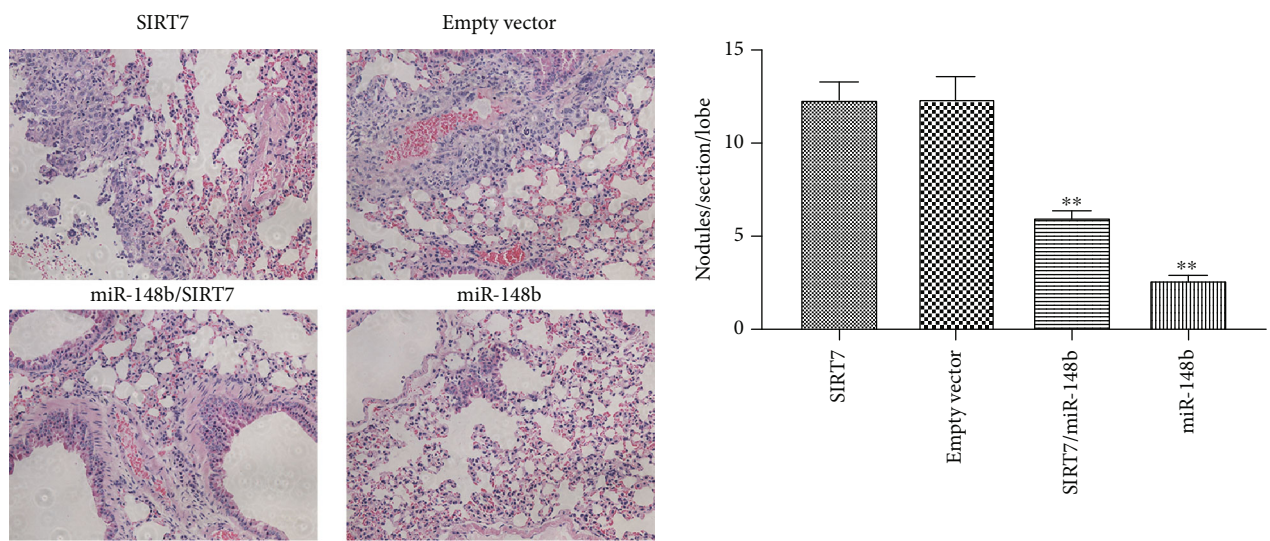 SIRT7
Empty vector
miR-148b/SIRT7
miR-148b
Nodules/section/lobe
15
10
5
0
**
**
SIRT7
Empty vector
SIRT7/miR-148b
miR-148b